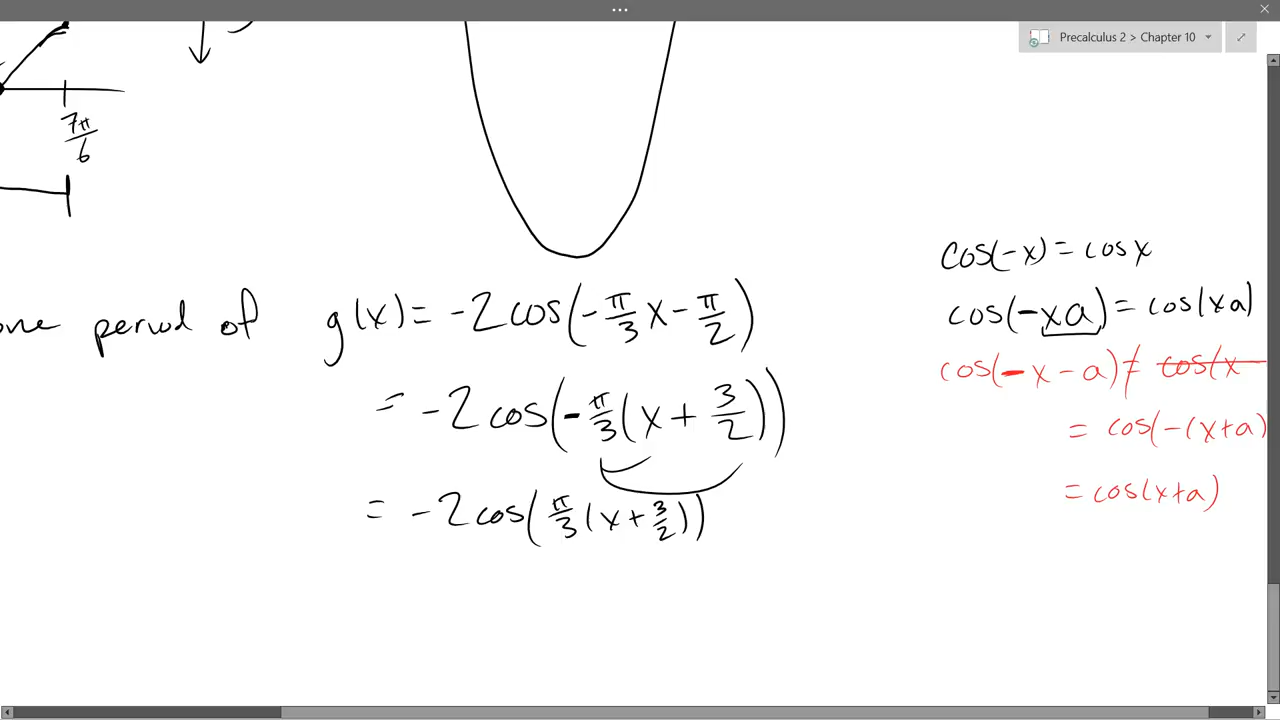 Precalculus 2 > Chapter 10
7π/6
cos(-x) = cosx
one period of g(x) = -2cos(-π/3 x - π/2)
cos(-xa) = cos(xa)
cos(-x-a) ≠ cos(x
= -2cos(-π/3(x + 3/2))
= cos(-(x+a)
= -2cos(π/3(x+3/2))
= cos(x+a)